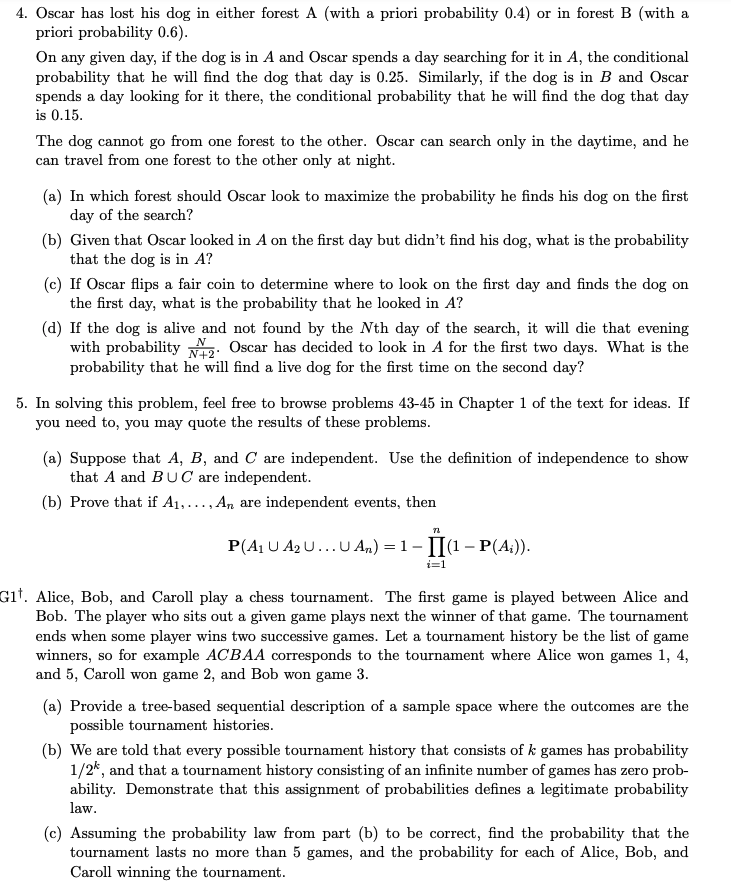 4. Oscar has lost his dog in either forest A (with a priori probability 0.4) or in forest B (with a
priori probability 0.6).
On any given day, if the dog is in A and Oscar spends a day searching for it in A, the conditional
probability that he will find the dog that day is 0.25. Similarly, if the dog is in B and Oscar
spends a day looking for it there, the conditional probability that he will find the dog that day
is 0.15.
The dog cannot go from one forest to the other. Oscar can search only in the daytime, and he
can travel from one forest to the other only at night.
(a) In which forest should Oscar look to maximize the probability he finds his dog on the first
day of the search?
(b) Given that Oscar looked in A on the first day but didn't find his dog, what is the probability
that the dog is in A?
(c) If Oscar flips a fair coin to determine where to look on the first day and finds the dog on
the first day, what is the probability that he looked in A?
(d) If the dog is alive and not found by the Nth day of the search, it will die that evening
with probability N/(N+2). Oscar has decided to look in A for the first two days. What is the
probability that he will find a live dog for the first time on the second day?
5. In solving this problem, feel free to browse problems 43-45 in Chapter 1 of the text for ideas. If
you need to, you may quote the results of these problems.
(a) Suppose that A, B, and C are independent. Use the definition of independence to show
that A and B ∪ C are independent.
(b) Prove that if A₁, . . . , Aₙ are independent events, then
P(A₁ ∪ A₂ ∪ . . . ∪ Aₙ) = 1 − ∏ⁿᵢ₌₁(1 − P(Aᵢ)).
G1†. Alice, Bob, and Caroll play a chess tournament. The first game is played between Alice and
Bob. The player who sits out a given game plays next the winner of that game. The tournament
ends when some player wins two successive games. Let a tournament history be the list of game
winners, so for example ACBAA corresponds to the tournament where Alice won games 1, 4,
and 5, Caroll won game 2, and Bob won game 3.
(a) Provide a tree-based sequential description of a sample space where the outcomes are the
possible tournament histories.
(b) We are told that every possible tournament history that consists of k games has probability
1/2ᵏ, and that a tournament history consisting of an infinite number of games has zero prob-
ability. Demonstrate that this assignment of probabilities defines a legitimate probability
law.
(c) Assuming the probability law from part (b) to be correct, find the probability that the
tournament lasts no more than 5 games, and the probability for each of Alice, Bob, and
Caroll winning the tournament.